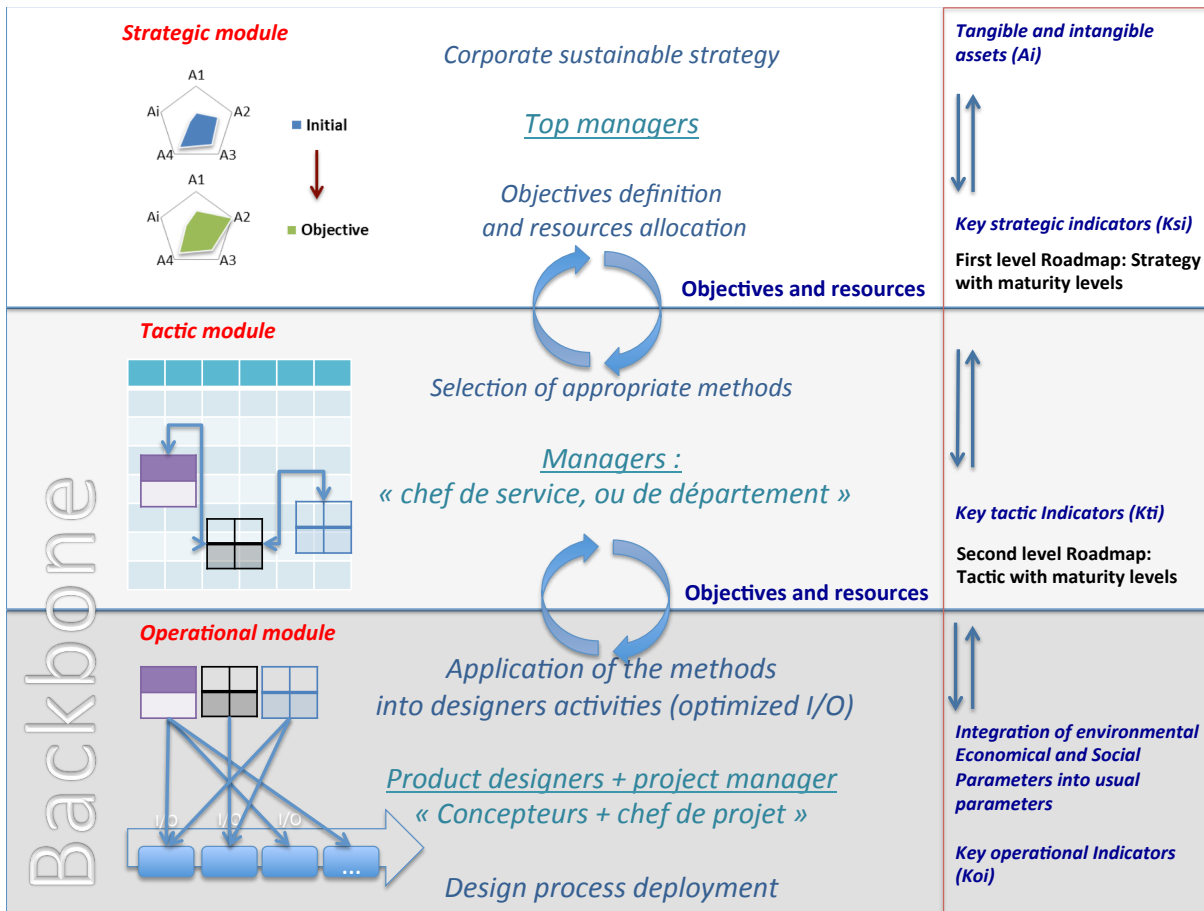 Strategic module
A1
Ai
A2
A4
A3
Initial
A1
Ai
A2
A4
A3
Objective
Corporate sustainable strategy
Top managers
Objectives definition
and resources allocation
Objectives and resources
Tangible and intangible
assets (Ai)
Key strategic indicators (Ksi)
First level Roadmap: Strategy
with maturity levels
Tactic module
Selection of appropriate methods
Managers :
« chef de service, ou de département »
Objectives and resources
Key tactic Indicators (Kti)
Second level Roadmap:
Tactic with maturity levels
Backbone
Operational module
I/O
I/O
I/O
...
Application of the methods
into designers activities (optimized I/O)
Product designers + project manager
« Concepteurs + chef de projet »
Design process deployment
Integration of environmental
Economical and Social
Parameters into usual
parameters
Key operational Indicators
(Koi)